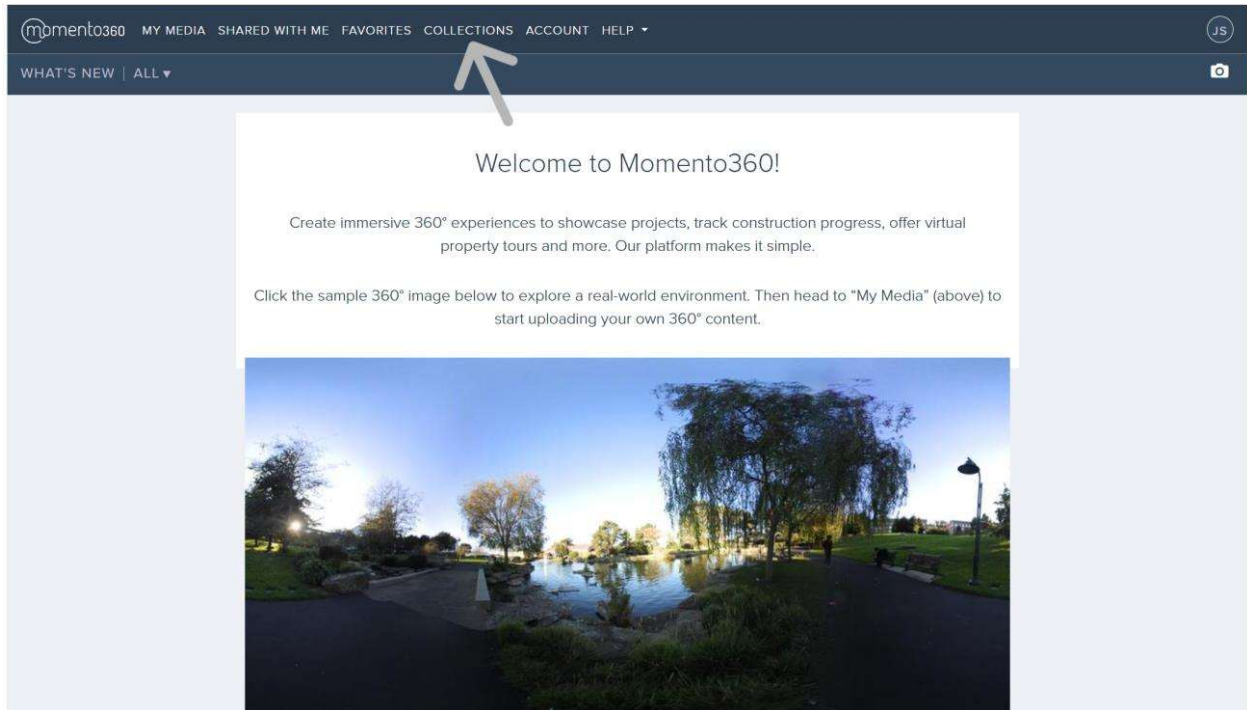 momento360 MY MEDIA SHARED WITH ME FAVORITES COLLECTIONS ACCOUNT HELP JS
WHAT'S NEW | ALL
Welcome to Momento360!
Create immersive 360° experiences to showcase projects, track construction progress, offer virtual
property tours and more. Our platform makes it simple.
Click the sample 360° image below to explore a real-world environment. Then head to “My Media” (above) to
start uploading your own 360° content.